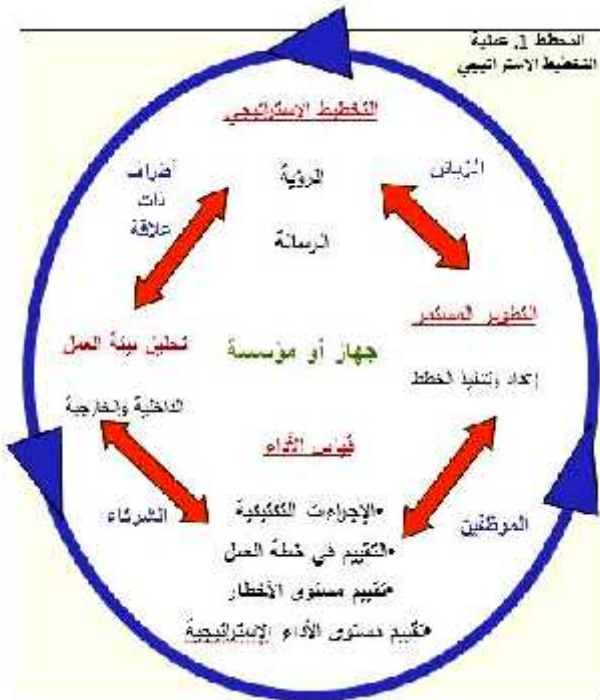 المخطط 1. عملية
التخطيط الاستراتيجي
التخطيط الإستراتيجي
الزبائن
أطراف
ذات
علاقة
الرؤية
الرسالة
التطوير المستمر
إعداد وتنفيذ الخطط
جهاز أو مؤسسة
تحليل بيئة العمل
الداخلية والخارجية
قياس الأداء
•الإجراءات التكتيكية
•التقييم في خطة العمل
•تقييم مستوى الأخطار
•تقييم مستوى الأداء الإستراتيجية
الشركاء
الموظفين